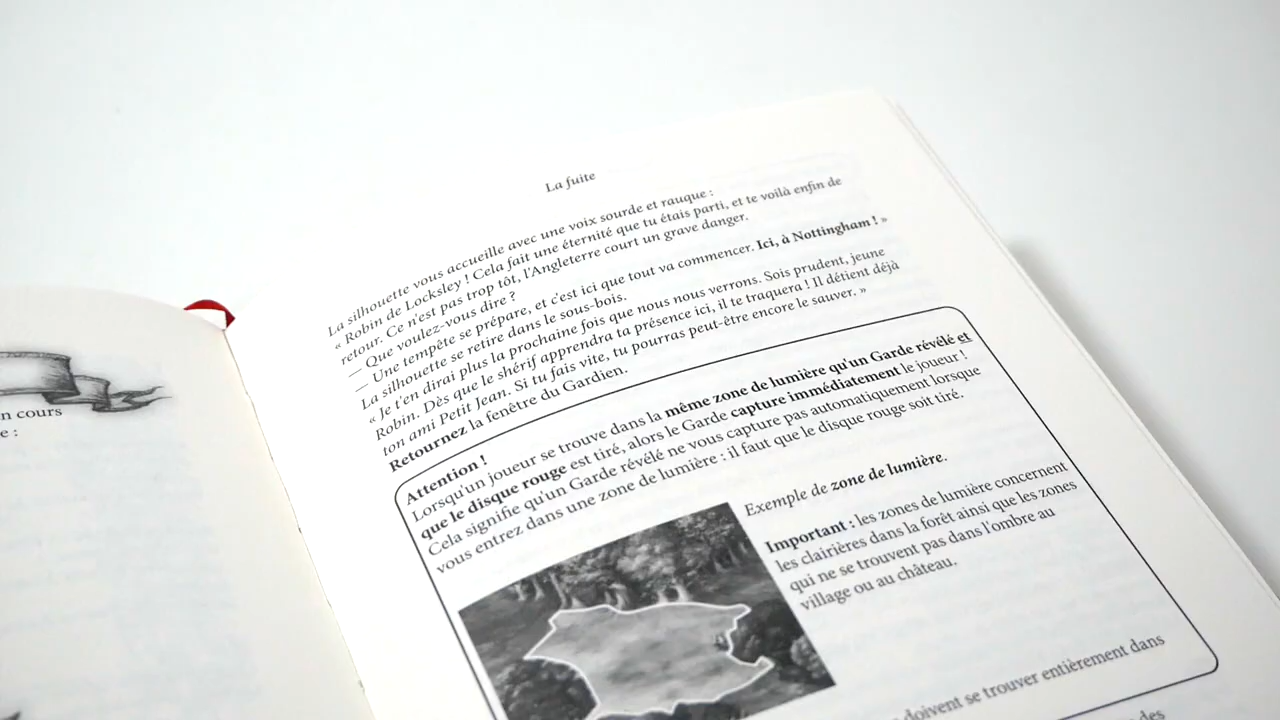 n cours
e :
La fuite
La silhouette vous accueille avec une voix sourde et rauque :
« Robin de Locksley ! Cela fait une éternité que tu étais parti, et te voilà enfin de
retour. Ce n'est pas trop tôt, l'Angleterre court un grave danger.
— Que voulez-vous dire ?
— Une tempête se prépare, et c'est ici que tout va commencer. Ici, à Nottingham ! »
La silhouette se retire dans le sous-bois.
« Je t'en dirai plus la prochaine fois que nous nous verrons. Sois prudent, jeune
Robin. Dès que le shérif apprendra ta présence ici, il te traquera ! Il détient déjà
ton ami Petit Jean. Si tu fais vite, tu pourras peut-être encore le sauver. »
Retournez la fenêtre du Gardien.
Attention !
Lorsqu'un joueur se trouve dans la même zone de lumière qu'un Garde révélé et
que le disque rouge est tiré, alors le Garde capture immédiatement le joueur !
Cela signifie qu'un Garde révélé ne vous capture pas automatiquement lorsque
vous entrez dans une zone de lumière : il faut que le disque rouge soit tiré.
Exemple de zone de lumière.
Important : les zones de lumière concernent
les clairières dans la forêt ainsi que les zones
qui ne se trouvent pas dans l'ombre au
village ou au château.
doivent se trouver entièrement dans
des